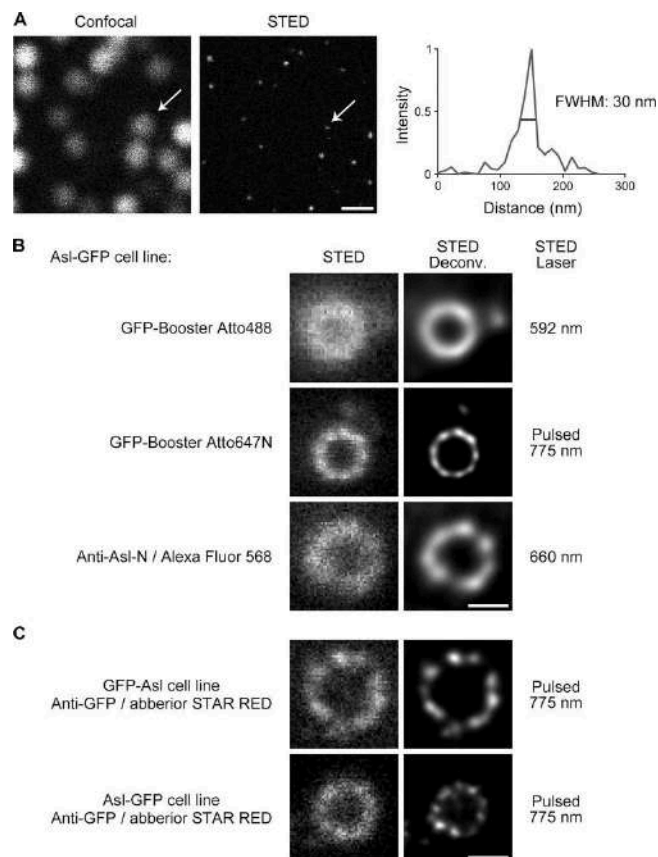 A
Confocal
STED
1
0.5
0
Intensity
FWHM: 30 nm
0
100
200
300
Distance (nm)
B
Asl-GFP cell line:
STED
STED
Deconv.
STED
Laser
GFP-Booster Atto488
592 nm
GFP-Booster Atto647N
Pulsed
775 nm
Anti-Asl-N / Alexa Fluor 568
660 nm
C
GFP-Asl cell line
Anti-GFP / abberior STAR RED
Pulsed
775 nm
Asl-GFP cell line
Anti-GFP / abberior STAR RED
Pulsed
775 nm